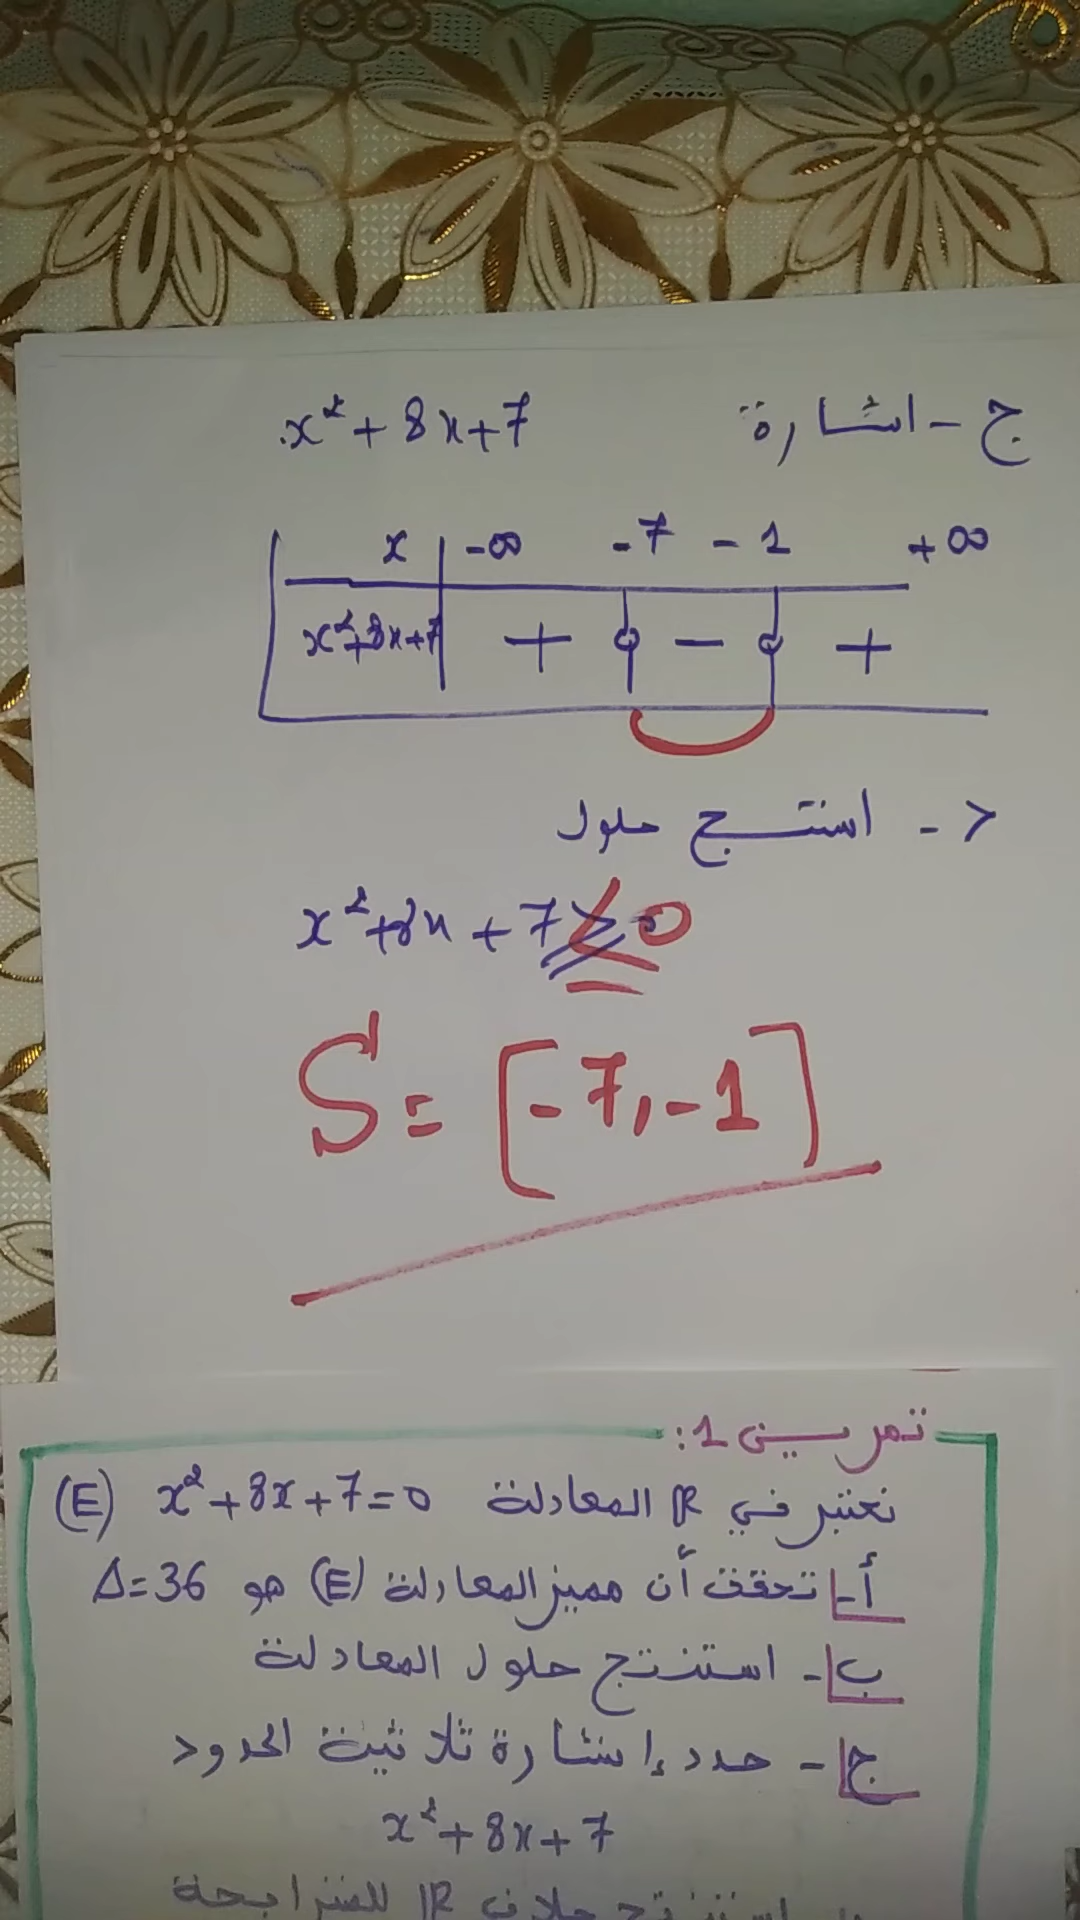 ج - اشارة x² + 8x + 7
x | -∞ -7 -1 +∞
x²+8x+7 | + 0 - 0 +
د - استنتج حلول
x² + 8x + 7 ≤ 0
S = [-7, -1]
تمرين 1:
نعتبر في ℝ المعادلة x² + 8x + 7 = 0 (E)
أ - تحقق أن مميز المعادلة (E) هو Δ = 36
ب - استنتج حلول المعادلة
ج - حدد إشارة ثلاثية الحدود
x² + 8x + 7
ℝ للمتراجحة